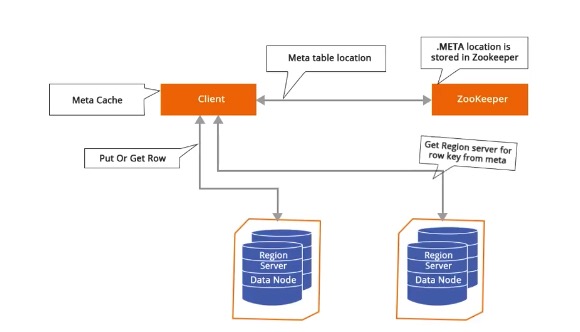 Meta table location
.META location is
stored in Zookeeper
Meta Cache
Client
ZooKeeper
Put Or Get Row
Get Region server for
row key from meta
Region
Server
Data Node
Region
Server
Data Node